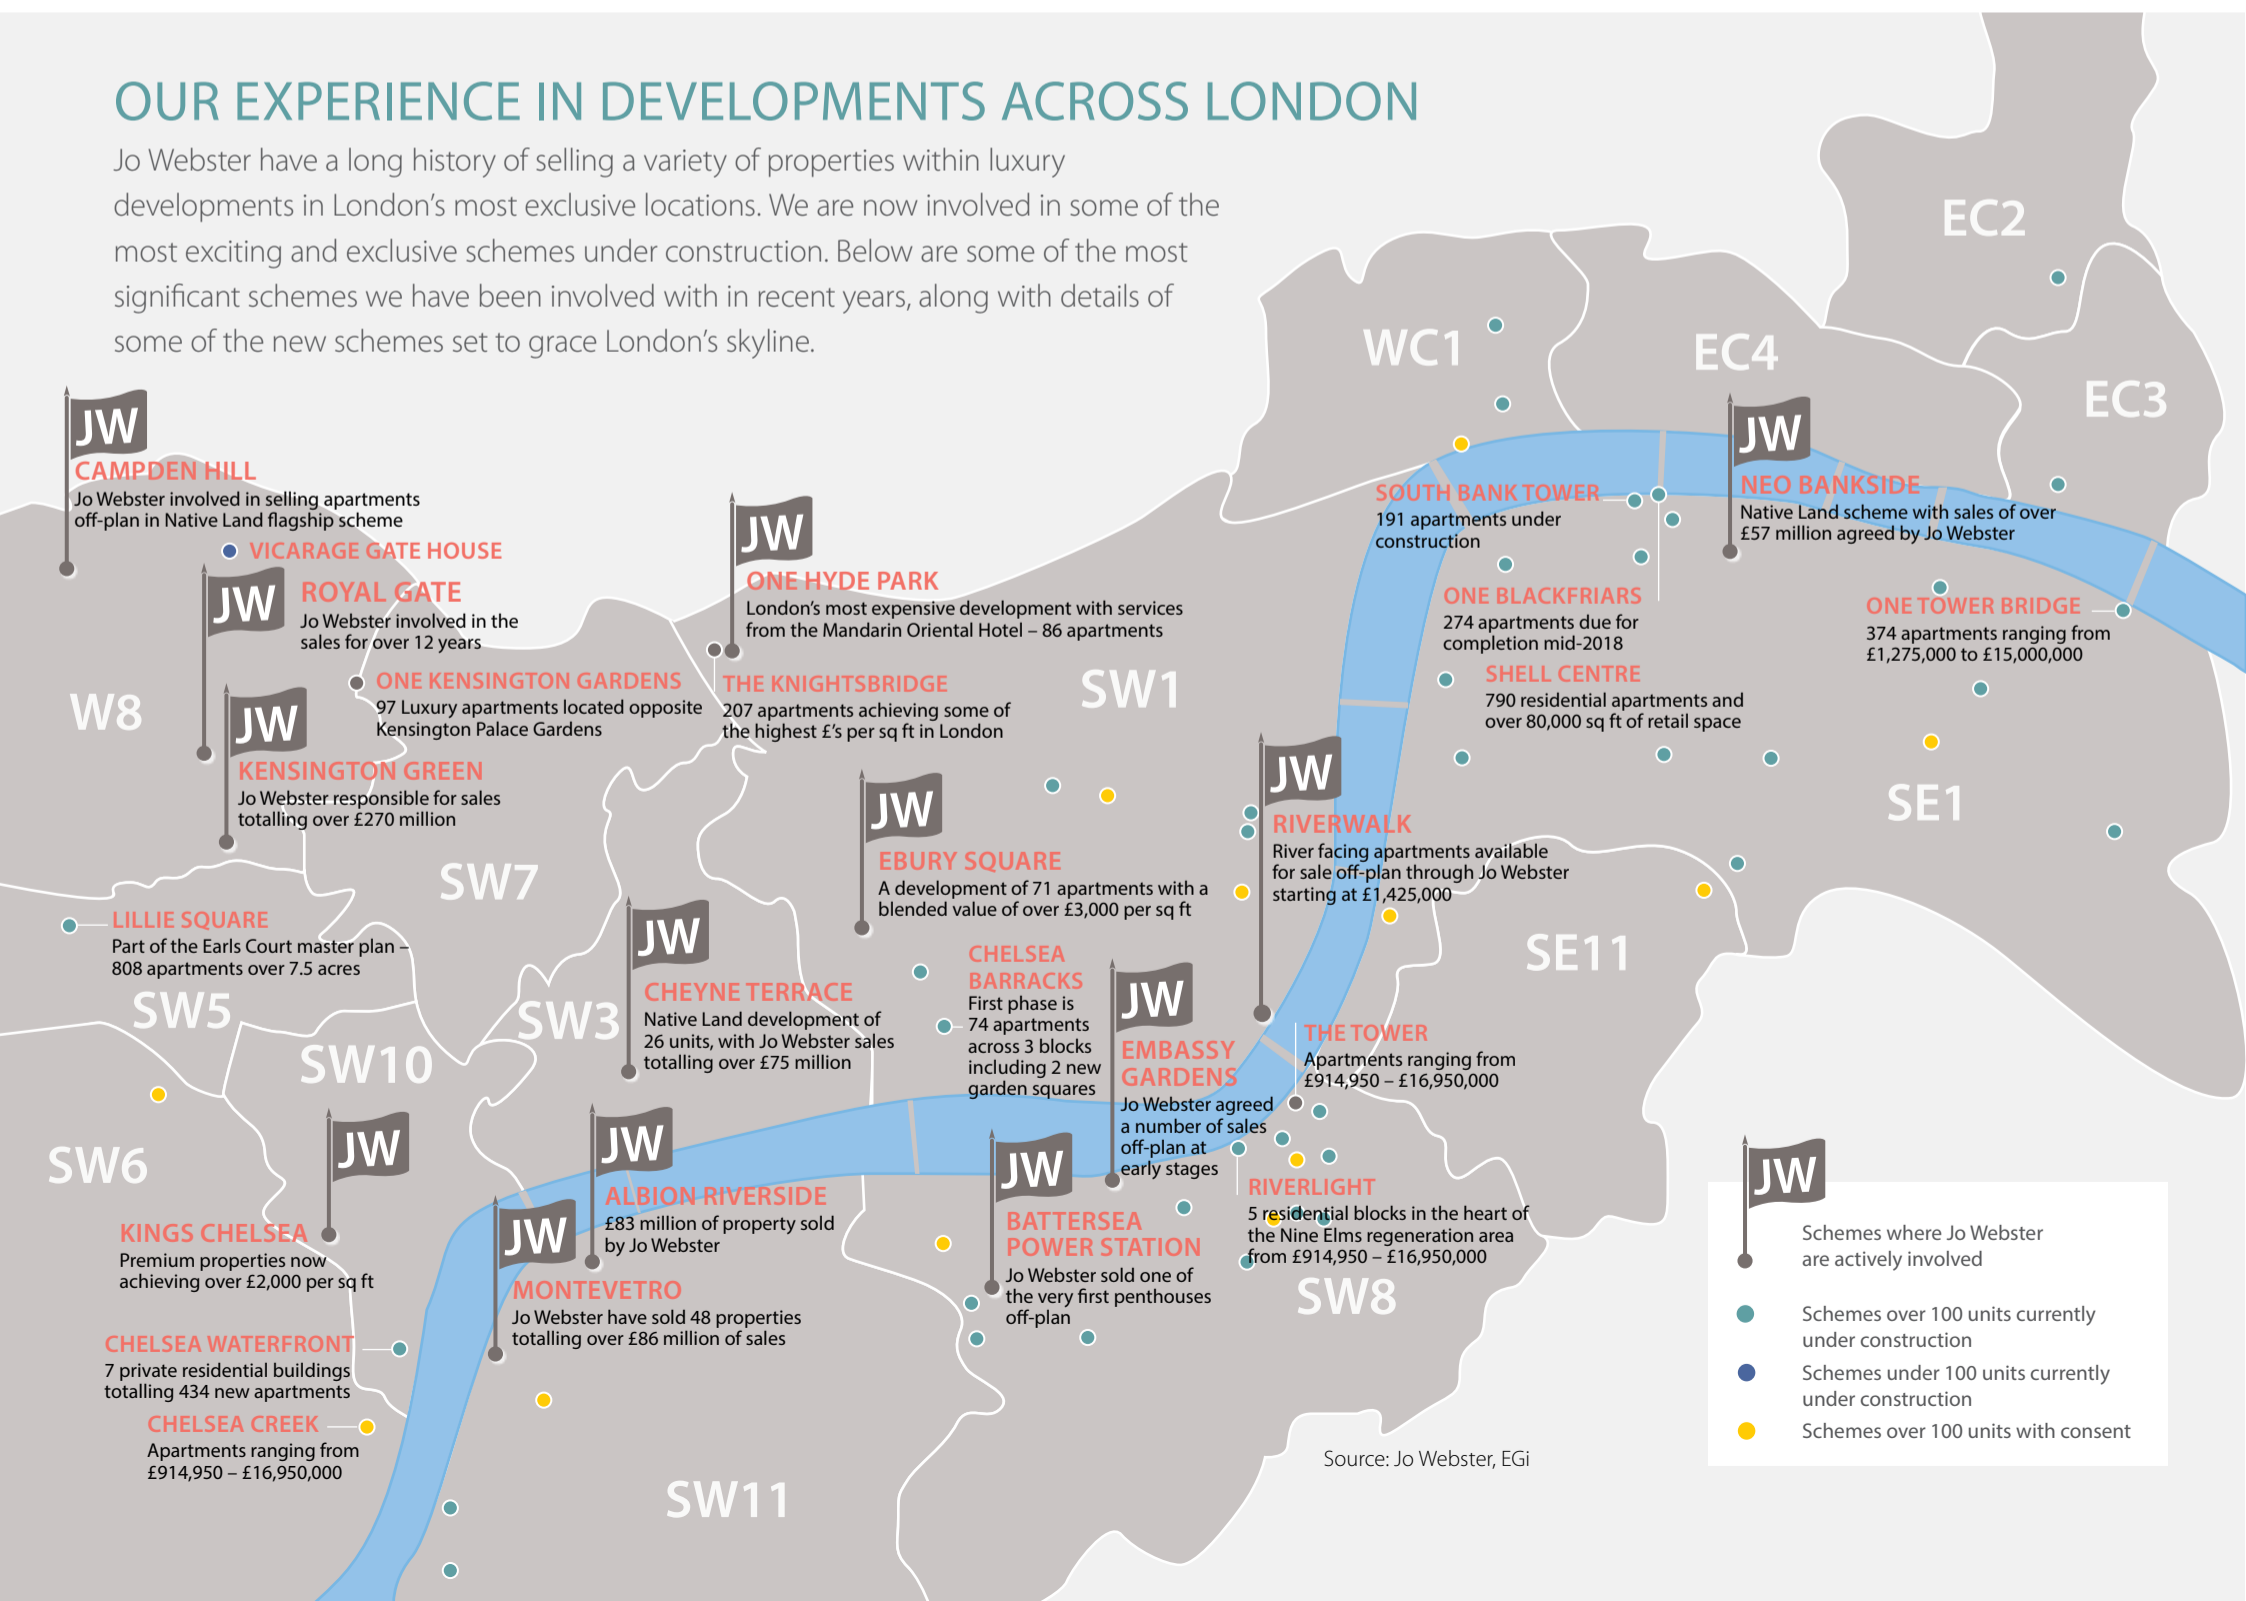 OUR EXPERIENCE IN DEVELOPMENTS ACROSS LONDON
Jo Webster have a long history of selling a variety of properties within luxury
developments in London’s most exclusive locations. We are now involved in some of the
most exciting and exclusive schemes under construction. Below are some of the most
significant schemes we have been involved with in recent years, along with details of
some of the new schemes set to grace London’s skyline.
EC2
WC1
EC4
EC3
JW
CAMPDEN HILL
Jo Webster involved in selling apartments
off-plan in Native Land flagship scheme
VICARAGE GATE HOUSE
JW
ROYAL GATE
Jo Webster involved in the
sales for over 12 years
JW
ONE HYDE PARK
London’s most expensive development with services
from the Mandarin Oriental Hotel – 86 apartments
SOUTH BANK TOWER
191 apartments under
construction
JW
NEO BANKSIDE
Native Land scheme with sales of over
£57 million agreed by Jo Webster
ONE BLACKFRIARS
274 apartments due for
completion mid-2018
ONE TOWER BRIDGE
374 apartments ranging from
£1,275,000 to £15,000,000
SHELL CENTRE
790 residential apartments and
over 80,000 sq ft of retail space
W8
ONE KENSINGTON GARDENS
97 Luxury apartments located opposite
Kensington Palace Gardens
THE KNIGHTSBRIDGE
207 apartments achieving some of
the highest £’s per sq ft in London
SW1
JW
KENSINGTON GREEN
Jo Webster responsible for sales
totalling over £270 million
JW
EBURY SQUARE
A development of 71 apartments with a
blended value of over £3,000 per sq ft
JW
RIVERWALK
River facing apartments available
for sale off-plan through Jo Webster
starting at £1,425,000
SE1
SW7
LILLIE SQUARE
Part of the Earls Court master plan –
808 apartments over 7.5 acres
SW5
JW
CHEYNE TERRACE
Native Land development of
26 units, with Jo Webster sales
totalling over £75 million
SW3
CHELSEA
BARRACKS
First phase is
74 apartments
across 3 blocks
including 2 new
garden squares
JW
EMBASSY
GARDENS
Jo Webster agreed
a number of sales
off-plan at
early stages
SE11
THE TOWER
Apartments ranging from
£914,950 – £16,950,000
SW10
SW6
JW
KINGS CHELSEA
Premium properties now
achieving over £2,000 per sq ft
JW
ALBION RIVERSIDE
£83 million of property sold
by Jo Webster
JW
MONTEVETRO
Jo Webster have sold 48 properties
totalling over £86 million of sales
JW
BATTERSEA
POWER STATION
Jo Webster sold one of
the very first penthouses
off-plan
RIVERLIGHT
5 residential blocks in the heart of
the Nine Elms regeneration area
from £914,950 – £16,950,000
SW8
CHELSEA WATERFRONT
7 private residential buildings
totalling 434 new apartments
CHELSEA CREEK
Apartments ranging from
£914,950 – £16,950,000
SW11
Source: Jo Webster, EGi
JW
Schemes where Jo Webster
are actively involved
Schemes over 100 units currently
under construction
Schemes under 100 units currently
under construction
Schemes over 100 units with consent